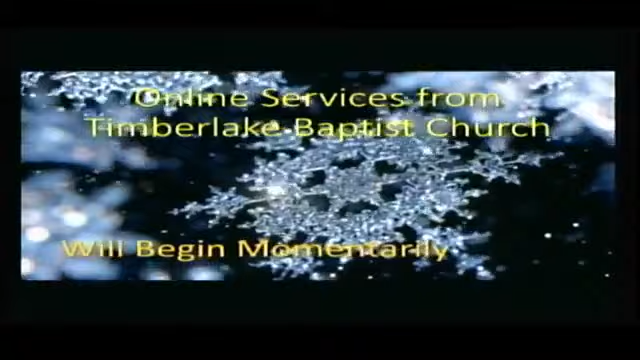 Online Services from
Timberlake Baptist Church
Will Begin Momentarily